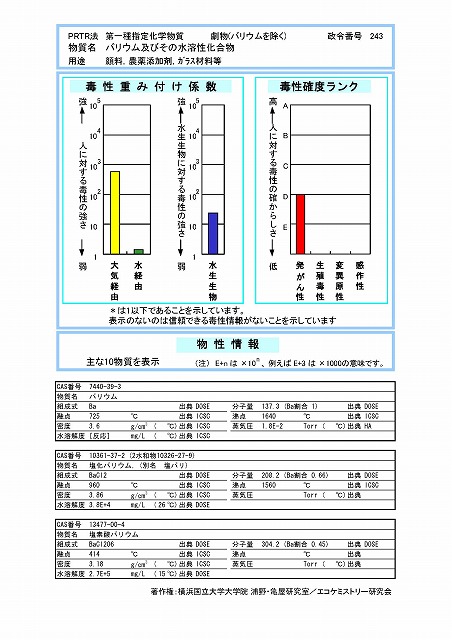 PRTR法 第一種指定化学物質 劇物(バリウムを除く) 政令番号 243
物質名 バリウム及びその水溶性化合物
用途 顔料, 農薬添加剤, ガラス材料等
毒性重み付け係数
強
人に対する毒性の強さ
弱
10⁵
10⁴
10³
10²
10
1
大気経由
水経由
強
水生生物に対する毒性の強さ
弱
10⁵
10⁴
10³
10²
10
1
水生生物
毒性確度ランク
高
人に対する毒性の確からしさ
低
A
B
C
D
E
発がん性
生殖毒性
変異原性
感作性
*は1以下であることを示しています。
表示のないのは信頼できる毒性情報がないことを示しています
物性情報
主な10物質を表示 (注) E+n は ×10ⁿ、例えば E+3 は ×1000の意味です。
CAS番号 7440-39-3
物質名 バリウム
組成式 Ba 出典 DOSE 分子量 137.3 (Ba割合 1) 出典 DOSE
融点 725 ℃ 出典 ICSC 沸点 1640 ℃ 出典 ICSC
密度 3.6 g/cm³ ( ℃) 出典 ICSC 蒸気圧 1.8E-2 Torr ( ℃) 出典 HA
水溶解度 [反応] mg/L ( ℃) 出典 ICSC
CAS番号 10361-37-2 (2水和物10326-27-9)
物質名 塩化バリウム, (別名 塩バリ)
組成式 BaCl2 出典 DOSE 分子量 208.2 (Ba割合 0.66) 出典 DOSE
融点 960 ℃ 出典 ICSC 沸点 1560 ℃ 出典 ICSC
密度 3.86 g/cm³ ( ℃) 出典 ICSC 蒸気圧 Torr ( ℃) 出典
水溶解度 3.8E+4 mg/L ( 26 ℃) 出典 DOSE
CAS番号 13477-00-4
物質名 塩素酸バリウム
組成式 BaCl2O6 出典 DOSE 分子量 304.2 (Ba割合 0.45) 出典 DOSE
融点 414 ℃ 出典 ICSC 沸点 ℃ 出典
密度 3.18 g/cm³ ( ℃) 出典 ICSC 蒸気圧 Torr ( ℃) 出典
水溶解度 2.7E+5 mg/L ( 15 ℃) 出典 DOSE
著作権:横浜国立大学大学院 浦野・亀屋研究室/エコケミストリー研究会